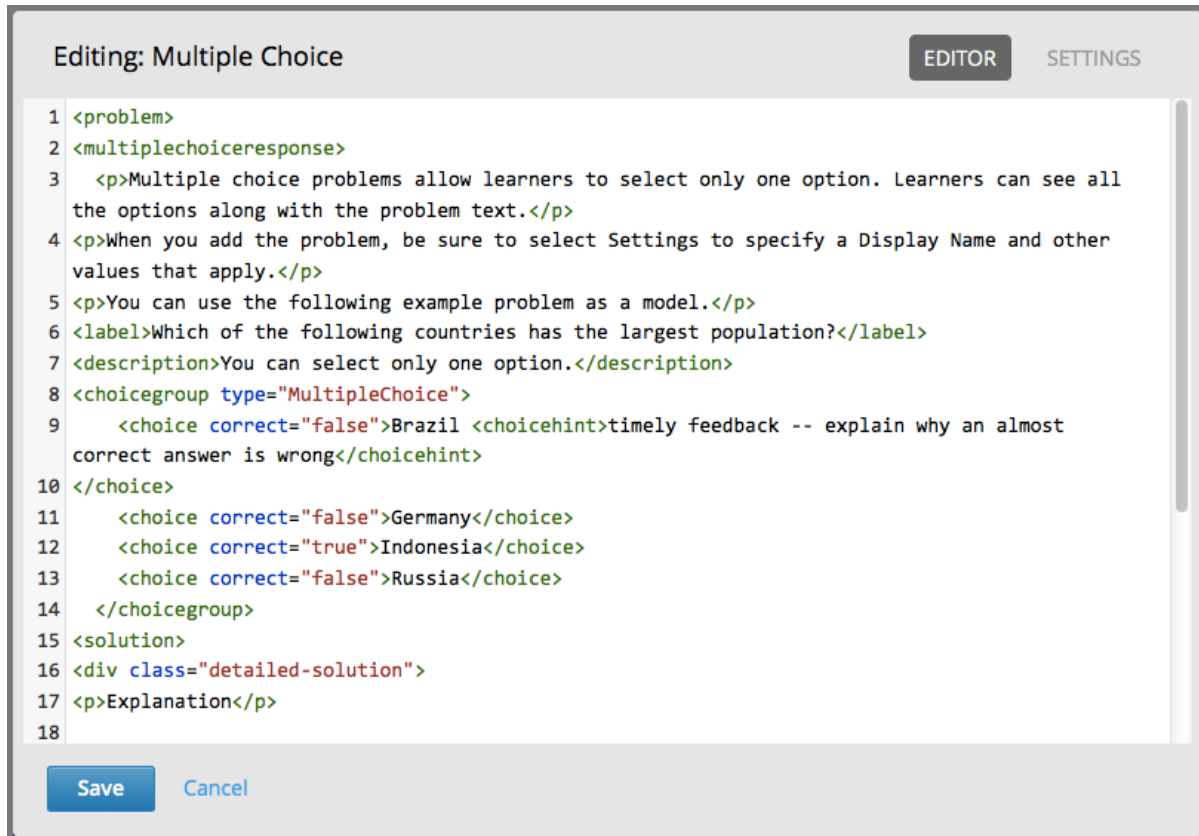 Editing: Multiple Choice
EDITOR
SETTINGS
1 <problem>
2 <multiplechoiceresponse>
3   <p>Multiple choice problems allow learners to select only one option. Learners can see all
the options along with the problem text.</p>
4 <p>When you add the problem, be sure to select Settings to specify a Display Name and other
values that apply.</p>
5 <p>You can use the following example problem as a model.</p>
6 <label>Which of the following countries has the largest population?</label>
7 <description>You can select only one option.</description>
8 <choicegroup type="MultipleChoice">
9     <choice correct="false">Brazil <choicehint>timely feedback -- explain why an almost
correct answer is wrong</choicehint>
10 </choice>
11     <choice correct="false">Germany</choice>
12     <choice correct="true">Indonesia</choice>
13     <choice correct="false">Russia</choice>
14   </choicegroup>
15 <solution>
16 <div class="detailed-solution">
17 <p>Explanation</p>
18
Save
Cancel